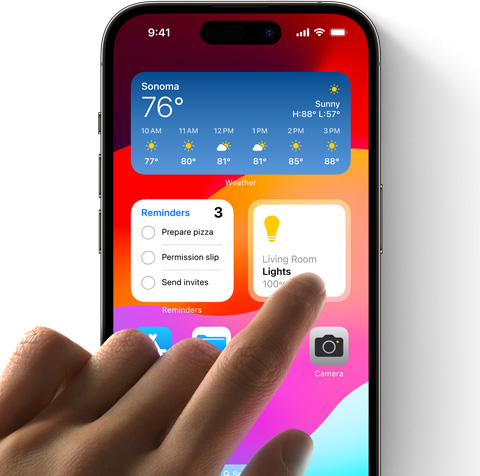 9:41
Sonoma
76°
Sunny
H:88° L:57°
10 AM 11 AM 12 PM 1 PM 2 PM 3 PM
77° 80° 81° 81° 85° 88°
Weather
Reminders 3
Prepare pizza
Permission slip
Send invites
Reminders
Living Room
Lights
100%
Camera